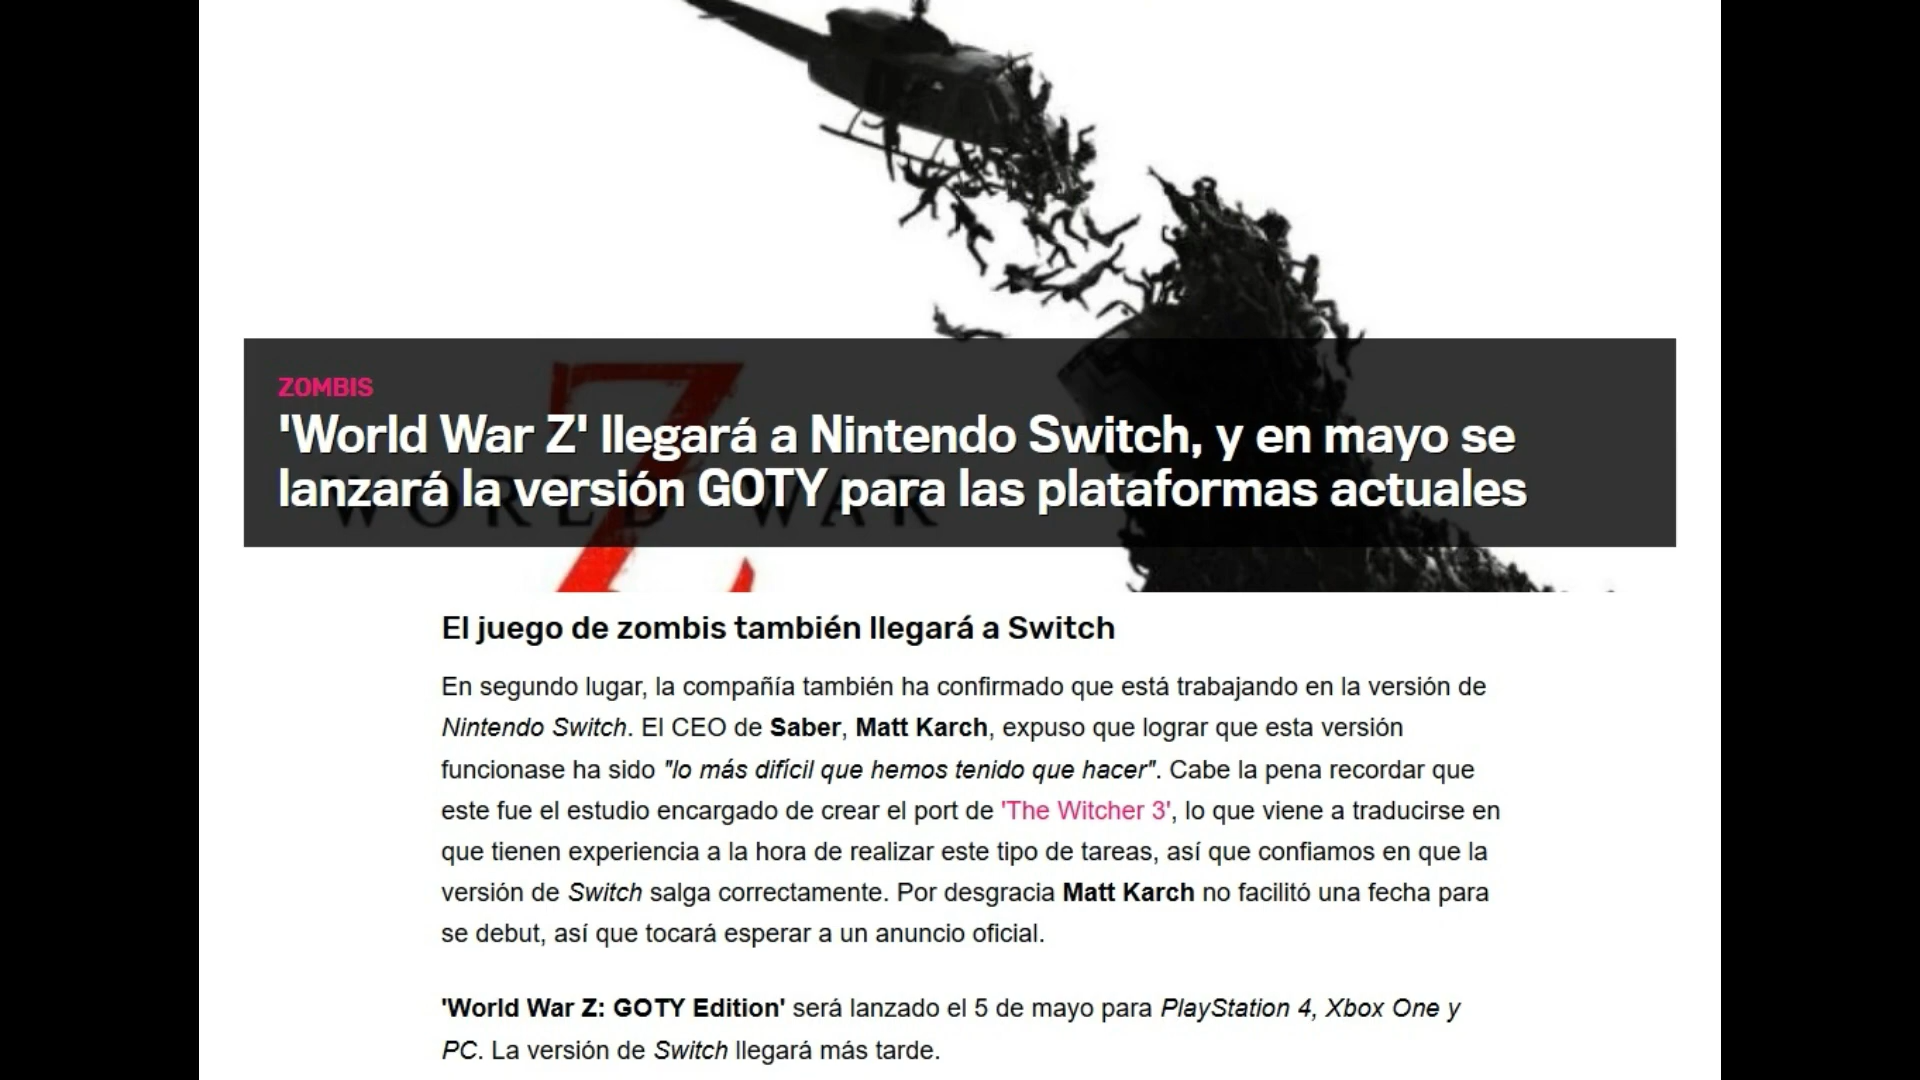 ZOMBIS
'World War Z' llegará a Nintendo Switch, y en mayo se
lanzará la versión GOTY para las plataformas actuales
WORLD WAR
Z
El juego de zombis también llegará a Switch
En segundo lugar, la compañía también ha confirmado que está trabajando en la versión de
Nintendo Switch. El CEO de Saber, Matt Karch, expuso que lograr que esta versión
funcionase ha sido "lo más difícil que hemos tenido que hacer". Cabe la pena recordar que
este fue el estudio encargado de crear el port de 'The Witcher 3', lo que viene a traducirse en
que tienen experiencia a la hora de realizar este tipo de tareas, así que confiamos en que la
versión de Switch salga correctamente. Por desgracia Matt Karch no facilitó una fecha para
se debut, así que tocará esperar a un anuncio oficial.
'World War Z: GOTY Edition' será lanzado el 5 de mayo para PlayStation 4, Xbox One y
PC. La versión de Switch llegará más tarde.